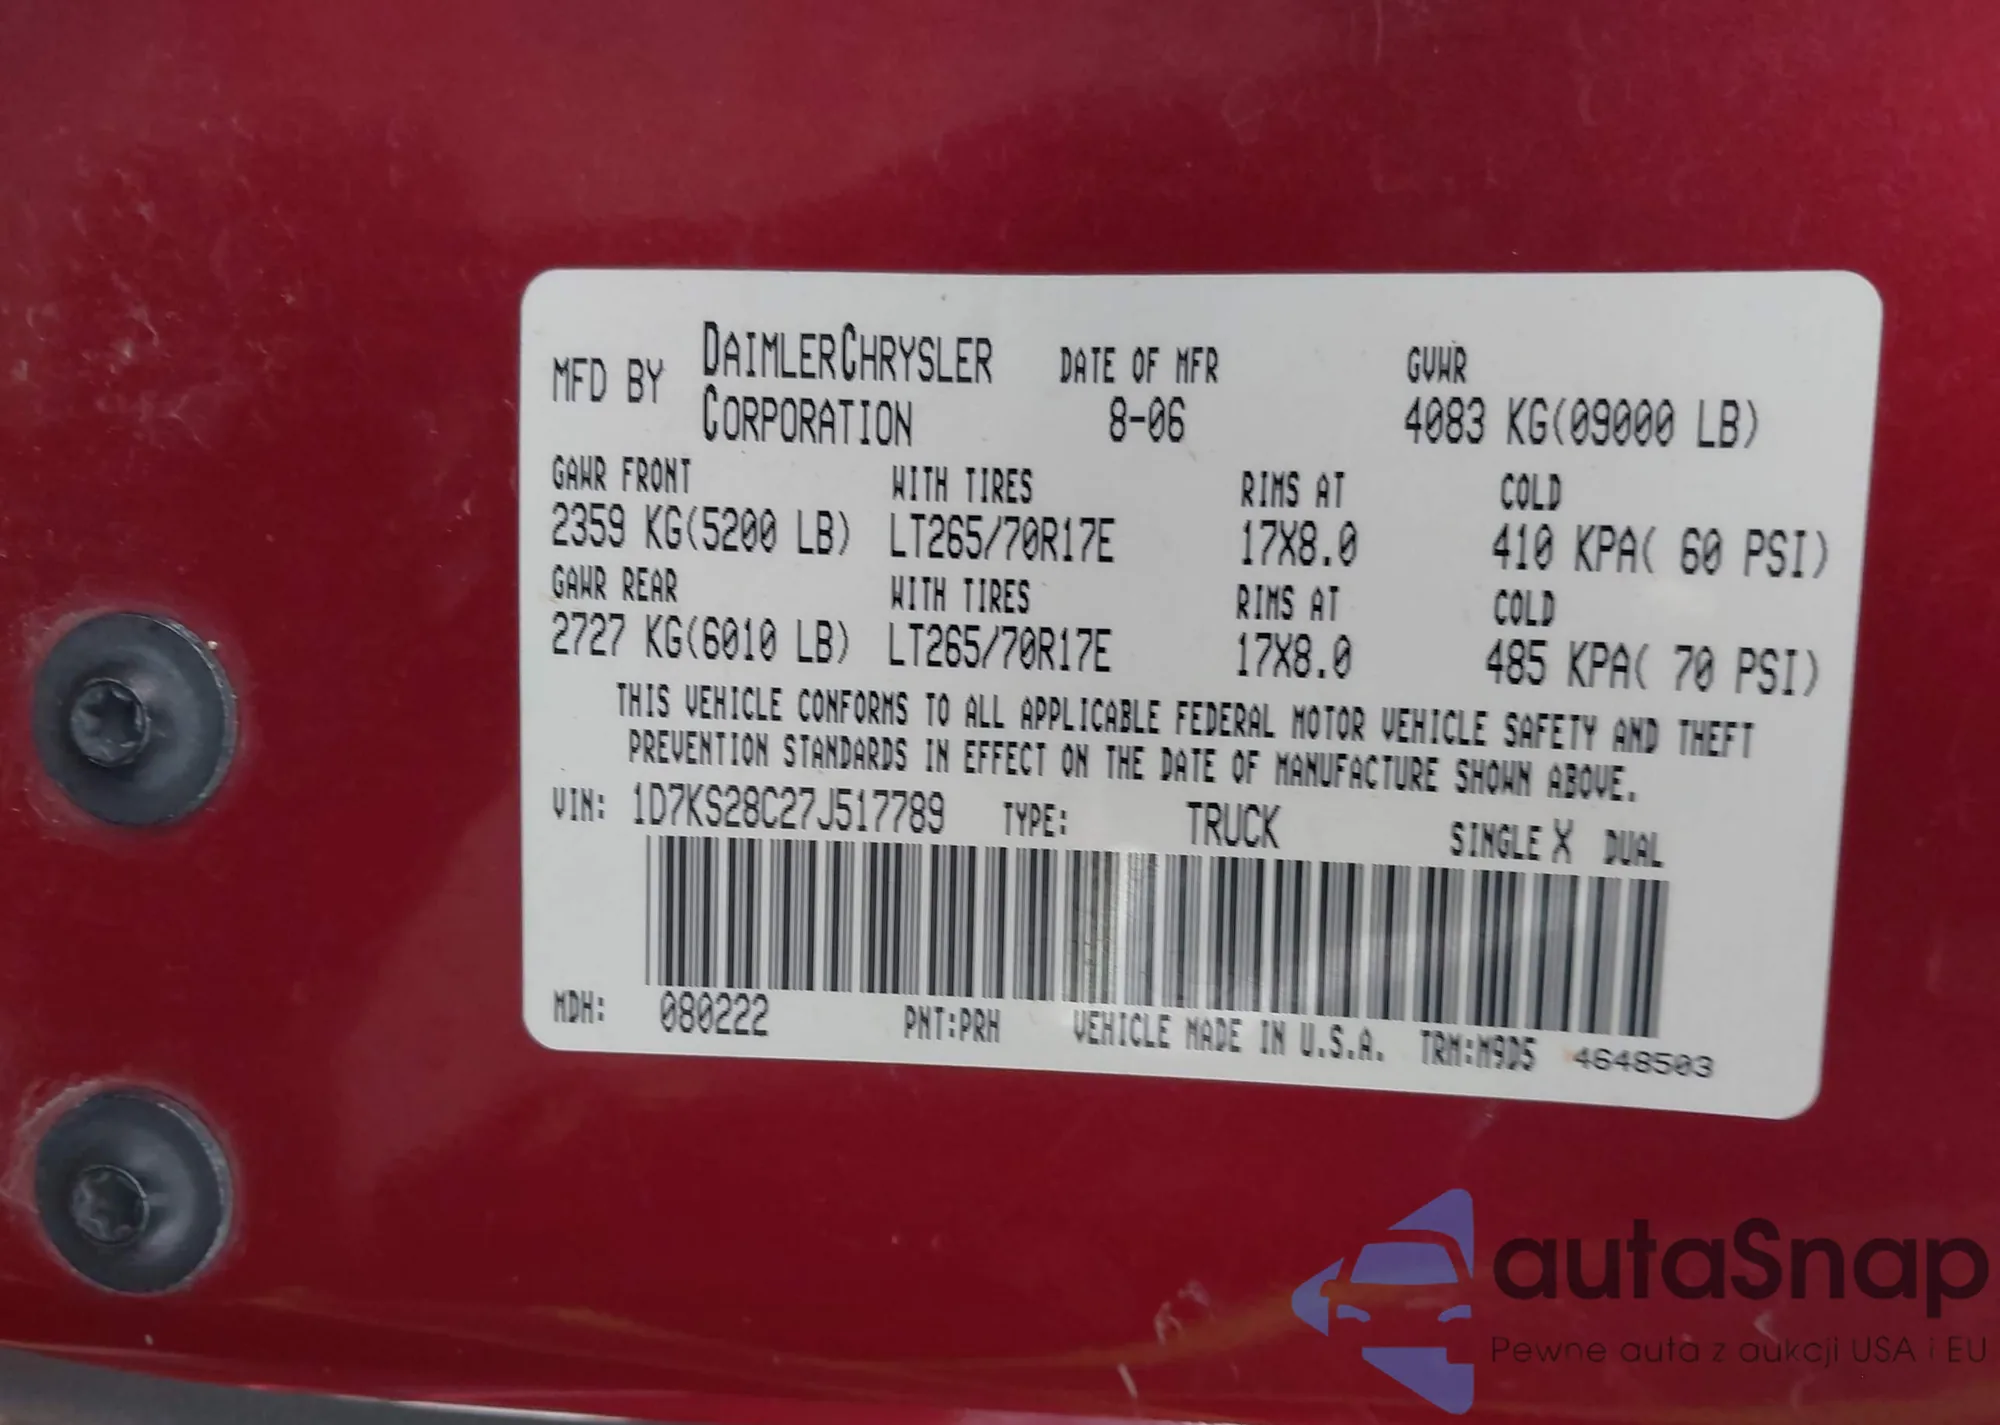 MFD BY DAIMLERCHRYSLER CORPORATION DATE OF MFR 8-06 GVWR 4083 KG(09000 LB)
GAWR FRONT WITH TIRES RIMS AT COLD
2359 KG(5200 LB) LT265/70R17E 17X8.0 410 KPA( 60 PSI)
GAWR REAR WITH TIRES RIMS AT COLD
2727 KG(6010 LB) LT265/70R17E 17X8.0 485 KPA( 70 PSI)
THIS VEHICLE CONFORMS TO ALL APPLICABLE FEDERAL MOTOR VEHICLE SAFETY AND THEFT
PREVENTION STANDARDS IN EFFECT ON THE DATE OF MANUFACTURE SHOWN ABOVE.
VIN: 1D7KS28C27J517789 TYPE: TRUCK SINGLE X DUAL
MDH: 080222 PNT:PRH VEHICLE MADE IN U.S.A. TRM:M9D5 4648503
autaSnap
Pewne auta z aukcji USA i EU